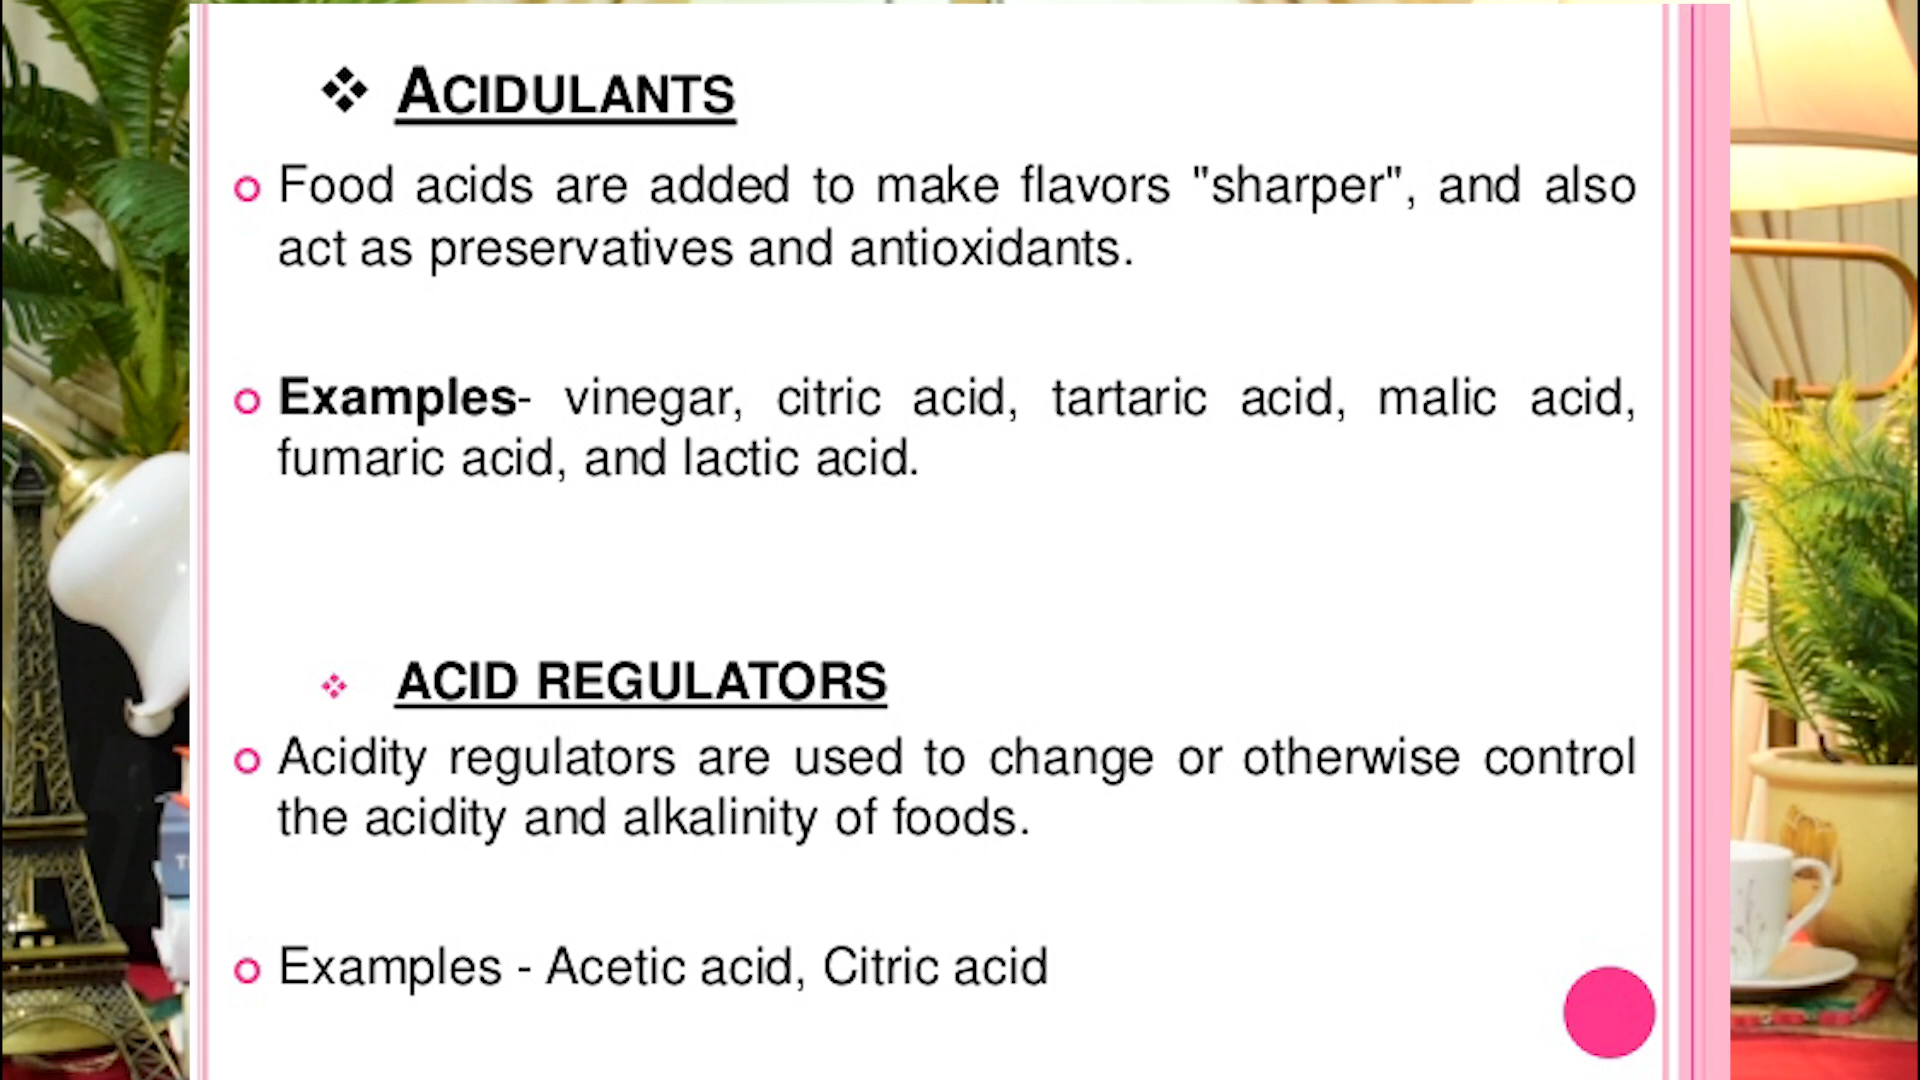 ACIDULANTS
Food acids are added to make flavors "sharper", and also
act as preservatives and antioxidants.
Examples- vinegar, citric acid, tartaric acid, malic acid,
fumaric acid, and lactic acid.
ACID REGULATORS
Acidity regulators are used to change or otherwise control
the acidity and alkalinity of foods.
Examples - Acetic acid, Citric acid